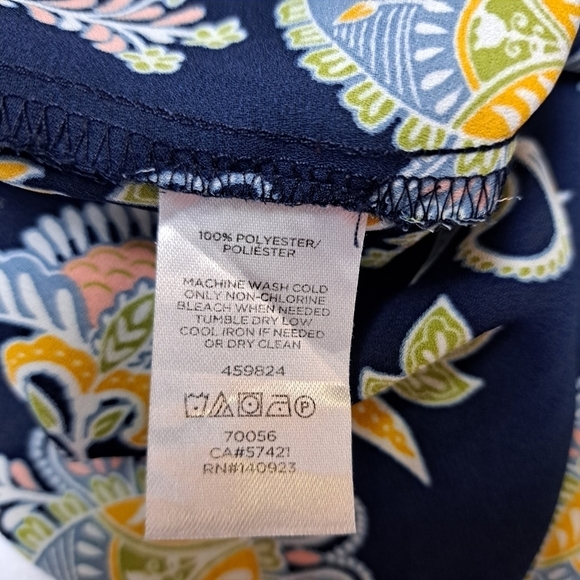 100% POLYESTER/
POLIÉSTER
MACHINE WASH COLD
ONLY NON-CHLORINE
BLEACH WHEN NEEDED
TUMBLE DRY LOW
COOL IRON IF NEEDED
OR DRY CLEAN
459824
P
70056
CA#57421
RN#140923